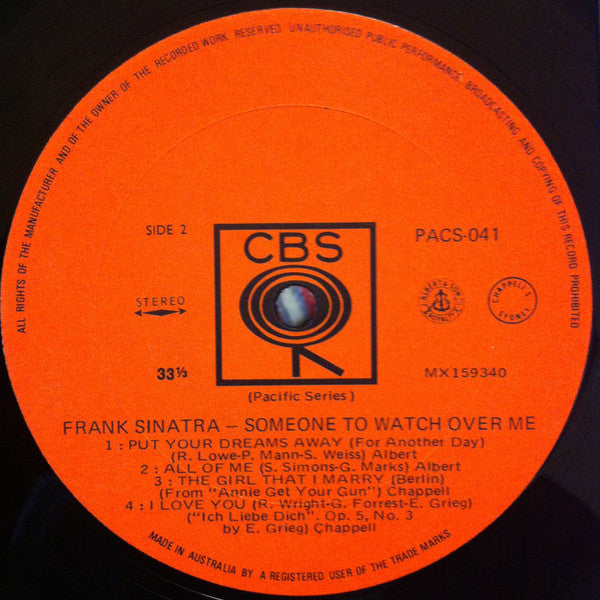 ALL RIGHTS OF THE MANUFACTURER AND OF THE OWNER OF THE RECORDED WORK RESERVED. UNAUTHORISED PUBLIC PERFORMANCE, BROADCASTING AND COPYING OF THIS RECORD PROHIBITED
SIDE 2
CBS
PACS-041
STEREO
CHAPPELL'S
SYDNEY
33⅓
MX159340
(Pacific Series)
FRANK SINATRA — SOMEONE TO WATCH OVER ME
1 : PUT YOUR DREAMS AWAY (For Another Day)
(R. Lowe-P. Mann-S. Weiss) Albert
2 : ALL OF ME (S. Simons-G. Marks) Albert
3 : THE GIRL THAT I MARRY (Berlin)
(From "Annie Get Your Gun") Chappell
4 : I LOVE YOU (R. Wright-G. Forrest-E. Grieg)
("Ich Liebe Dich". Op. 5, No. 3
by E. Grieg) Chappell
MADE IN AUSTRALIA BY A REGISTERED USER OF THE TRADE MARKS